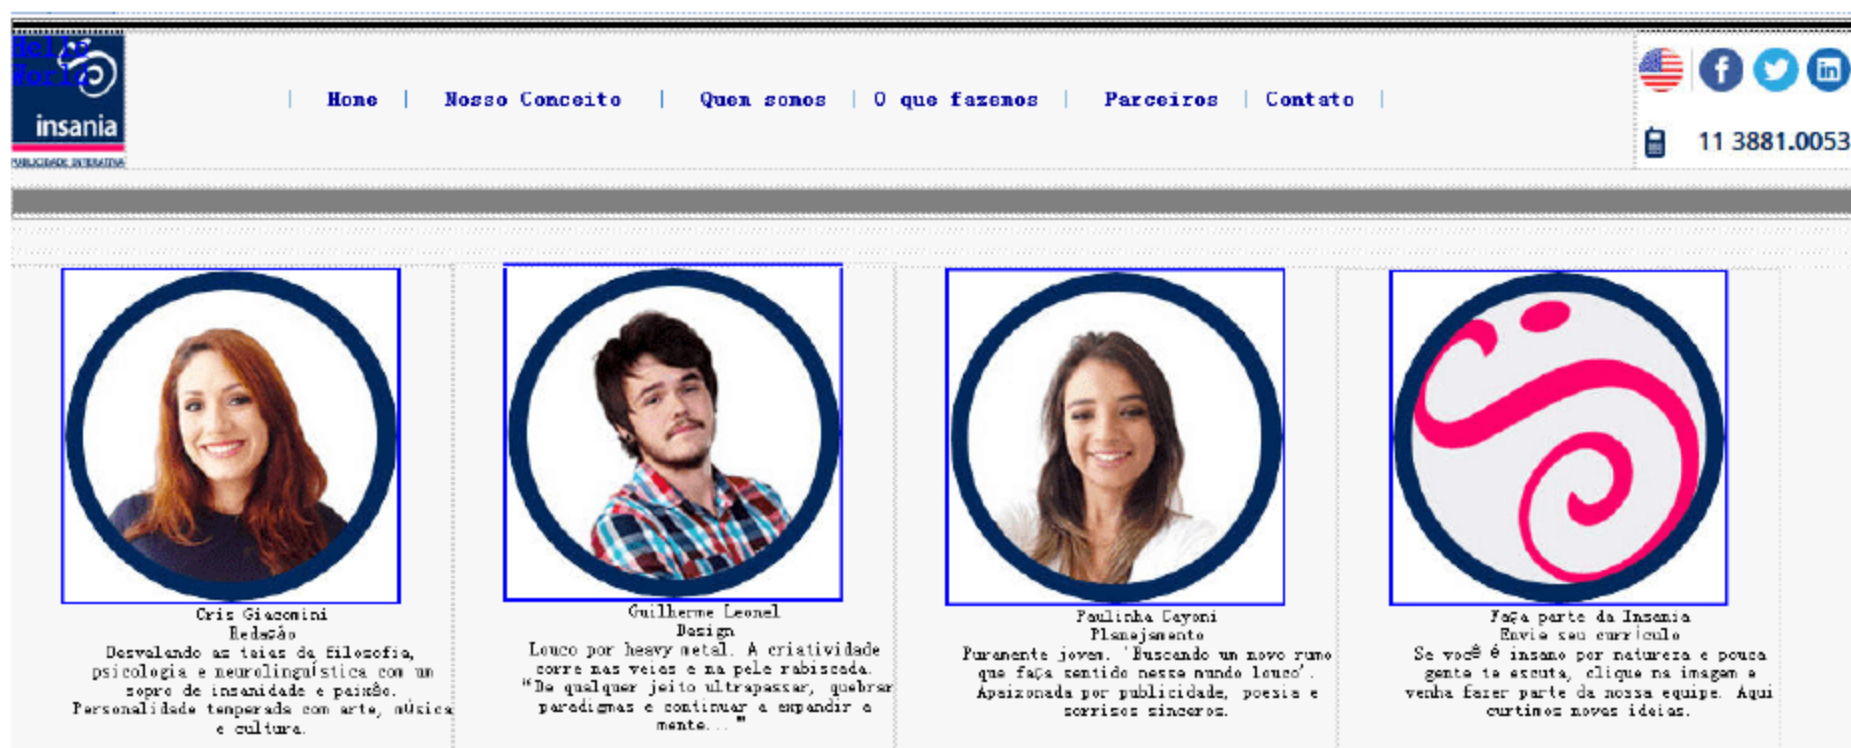 Hello
World
insania
PUBLICIDADE INTERATIVA
Home | Nosso Conceito | Quem somos | O que fazemos | Parceiros | Contato |
11 3881.0053
Cris Giacomini
Redação
Desvelando as teias da filosofia,
psicologia e neurolinguística com um
sopro de insanidade e paixão.
Personalidade temperada com arte, música
e cultura.
Guilherme Leonel
Design
Louco por heavy metal. A criatividade
corre nas veias e na pele rabiscada.
“De qualquer jeito ultrapassar, quebrar
paradigmas e continuar a expandir a
mente...”
Paulinha Cayoni
Planejamento
Puramente jovem. 'Buscando um novo rumo
que faça sentido nesse mundo louco'.
Apaixonada por publicidade, poesia e
sorrisos sinceros.
Faça parte da Insania
Envie seu currículo
Se você é insano por natureza e pouca
gente te escuta, clique na imagem e
venha fazer parte da nossa equipe. Aqui
curtimos novas ideias.